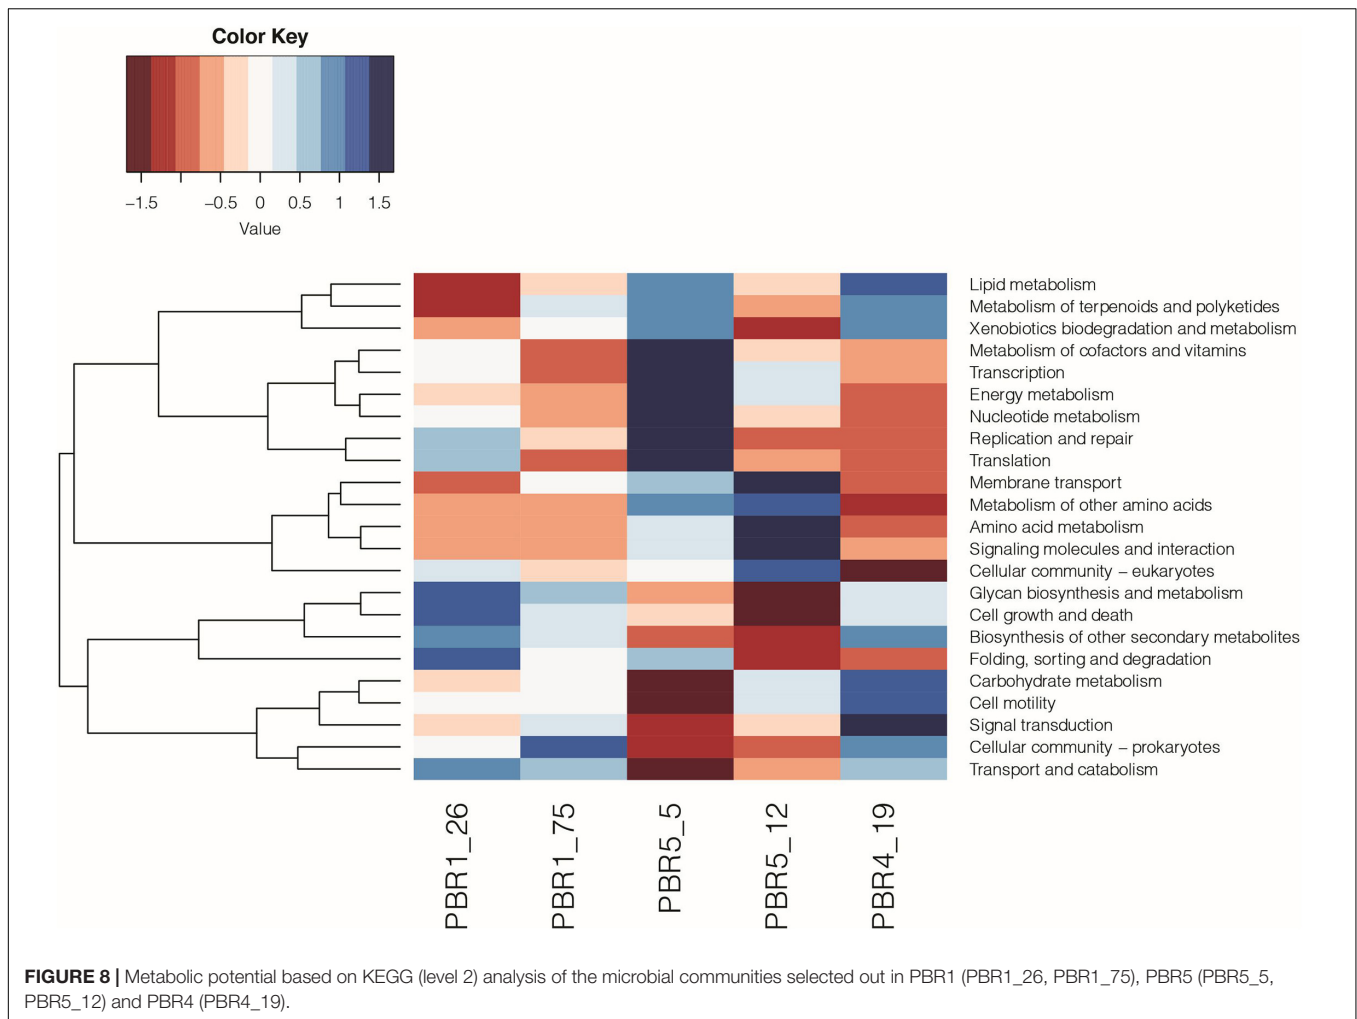 Color Key
−1.5 −0.5 0 0.5 1 1.5
Value
Lipid metabolism
Metabolism of terpenoids and polyketides
Xenobiotics biodegradation and metabolism
Metabolism of cofactors and vitamins
Transcription
Energy metabolism
Nucleotide metabolism
Replication and repair
Translation
Membrane transport
Metabolism of other amino acids
Amino acid metabolism
Signaling molecules and interaction
Cellular community − eukaryotes
Glycan biosynthesis and metabolism
Cell growth and death
Biosynthesis of other secondary metabolites
Folding, sorting and degradation
Carbohydrate metabolism
Cell motility
Signal transduction
Cellular community − prokaryotes
Transport and catabolism
PBR1_26
PBR1_75
PBR5_5
PBR5_12
PBR4_19
FIGURE 8 | Metabolic potential based on KEGG (level 2) analysis of the microbial communities selected out in PBR1 (PBR1_26, PBR1_75), PBR5 (PBR5_5,
PBR5_12) and PBR4 (PBR4_19).